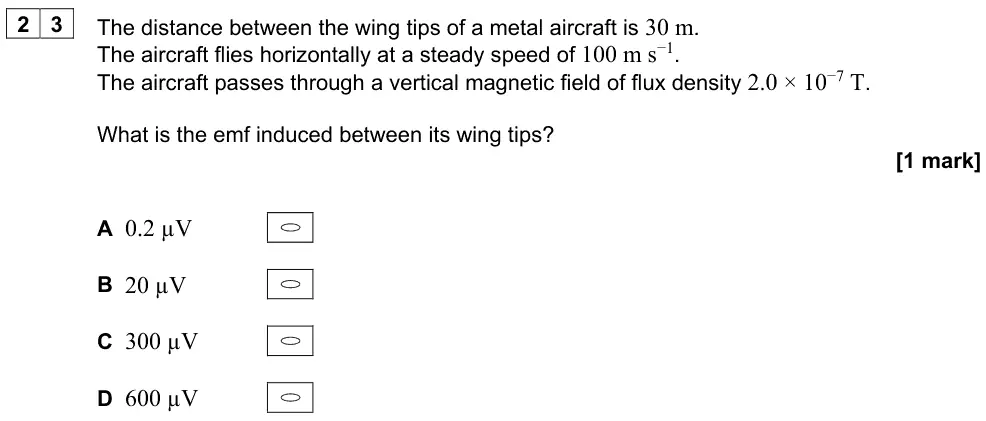 2 3 The distance between the wing tips of a metal aircraft is 30 m.
The aircraft flies horizontally at a steady speed of 100 m s⁻¹.
The aircraft passes through a vertical magnetic field of flux density 2.0 × 10⁻⁷ T.
What is the emf induced between its wing tips?
[1 mark]
A 0.2 µV
B 20 µV
C 300 µV
D 600 µV